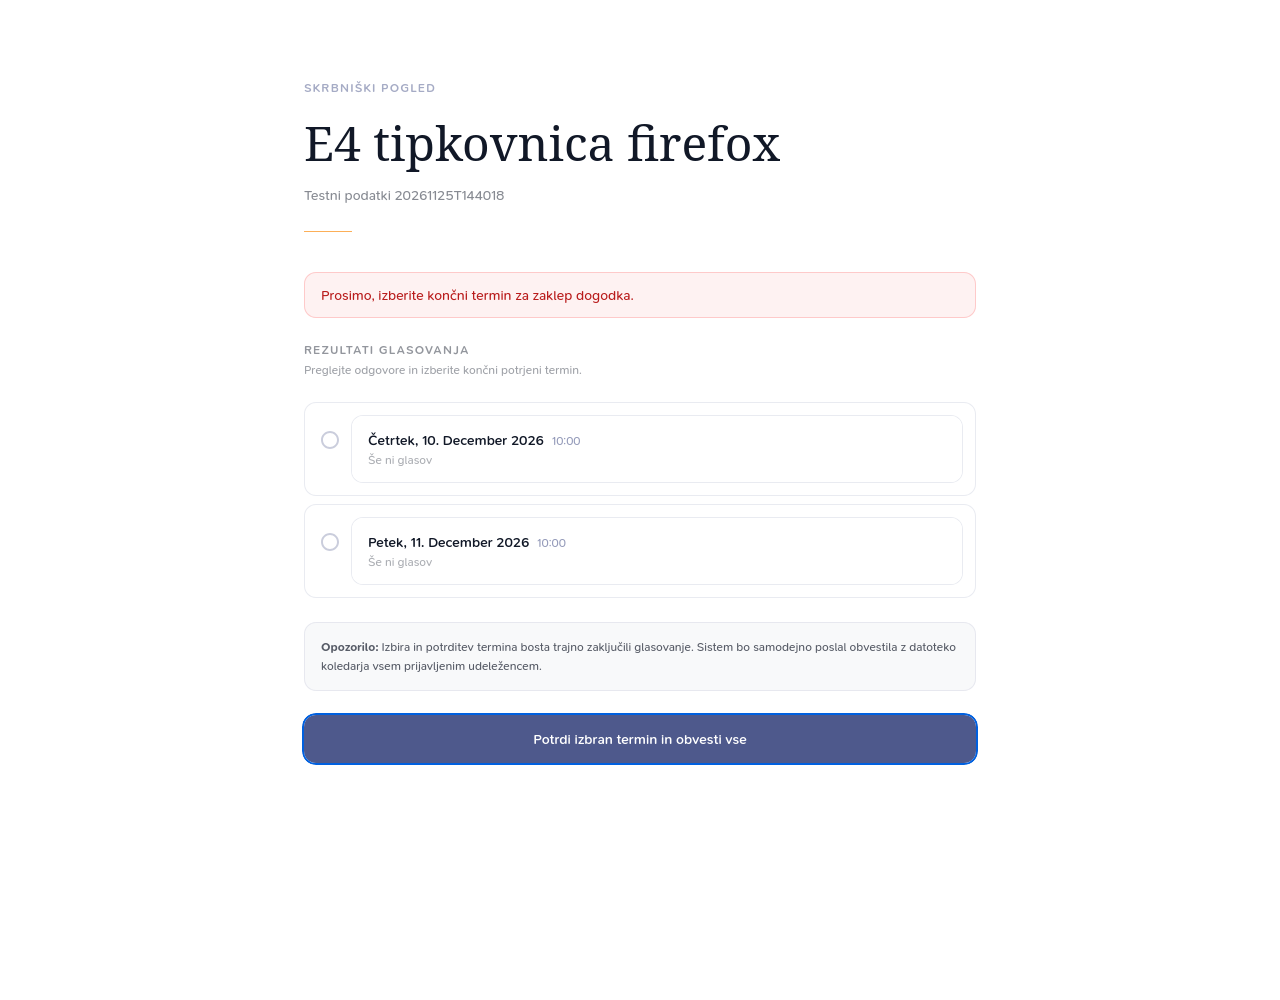 SKRBNIŠKI POGLED
E4 tipkovnica firefox
Testni podatki 20261125T144018
Prosimo, izberite končni termin za zaklep dogodka.
REZULTATI GLASOVANJA
Preglejte odgovore in izberite končni potrjeni termin.
Četrtek, 10. December 2026 10:00
Še ni glasov
Petek, 11. December 2026 10:00
Še ni glasov
Opozorilo: Izbira in potrditev termina bosta trajno zaključili glasovanje. Sistem bo samodejno poslal obvestila z datoteko
koledarja vsem prijavljenim udeležencem.
Potrdi izbran termin in obvesti vse